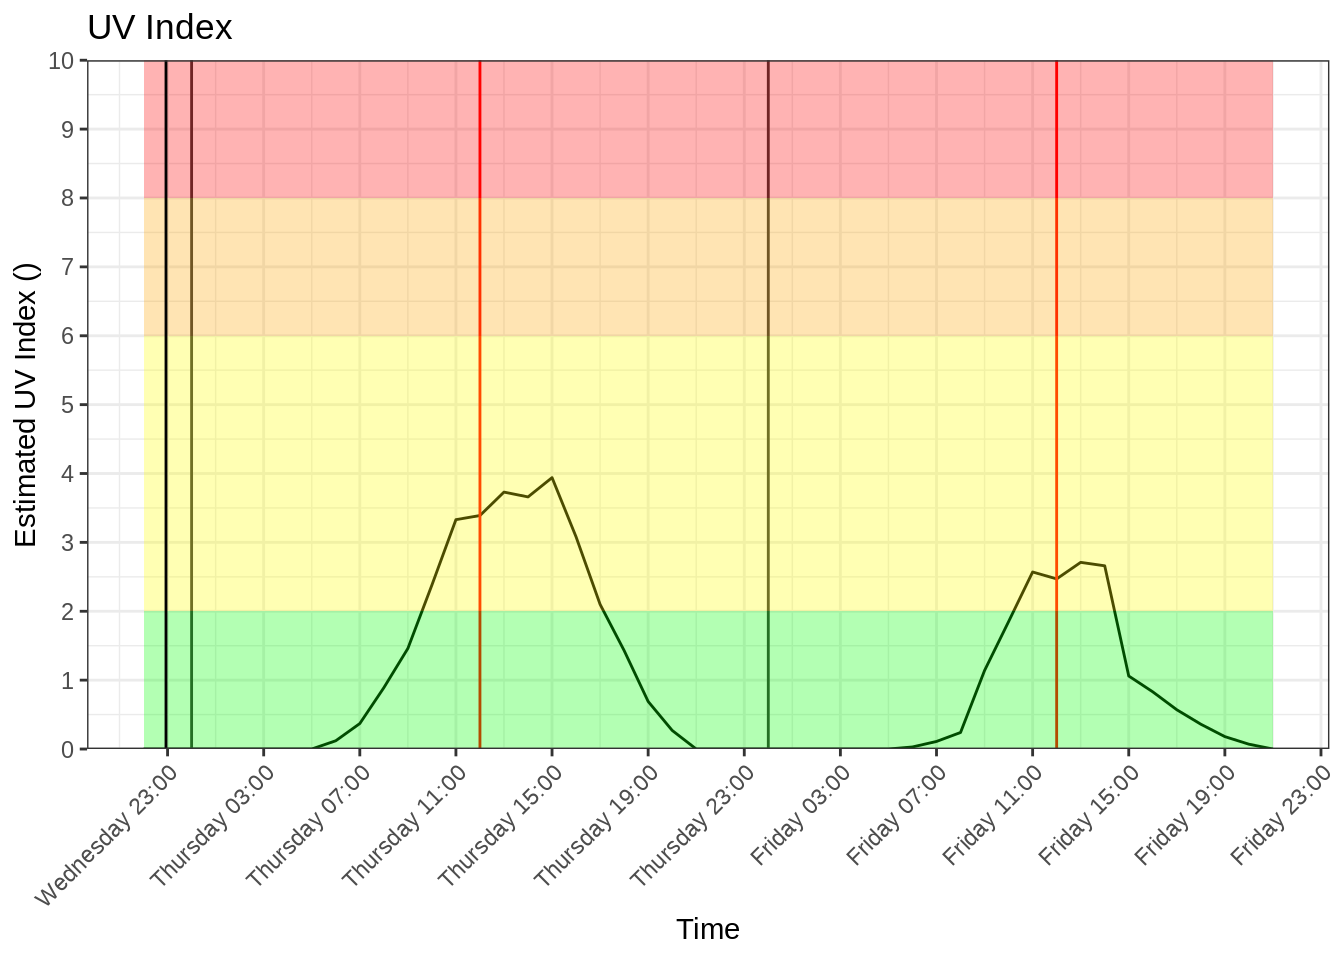 UV Index
Estimated UV Index ()
10
9
8
7
6
5
4
3
2
1
0
Wednesday 23:00
Thursday 03:00
Thursday 07:00
Thursday 11:00
Thursday 15:00
Thursday 19:00
Thursday 23:00
Friday 03:00
Friday 07:00
Friday 11:00
Friday 15:00
Friday 19:00
Friday 23:00
Time